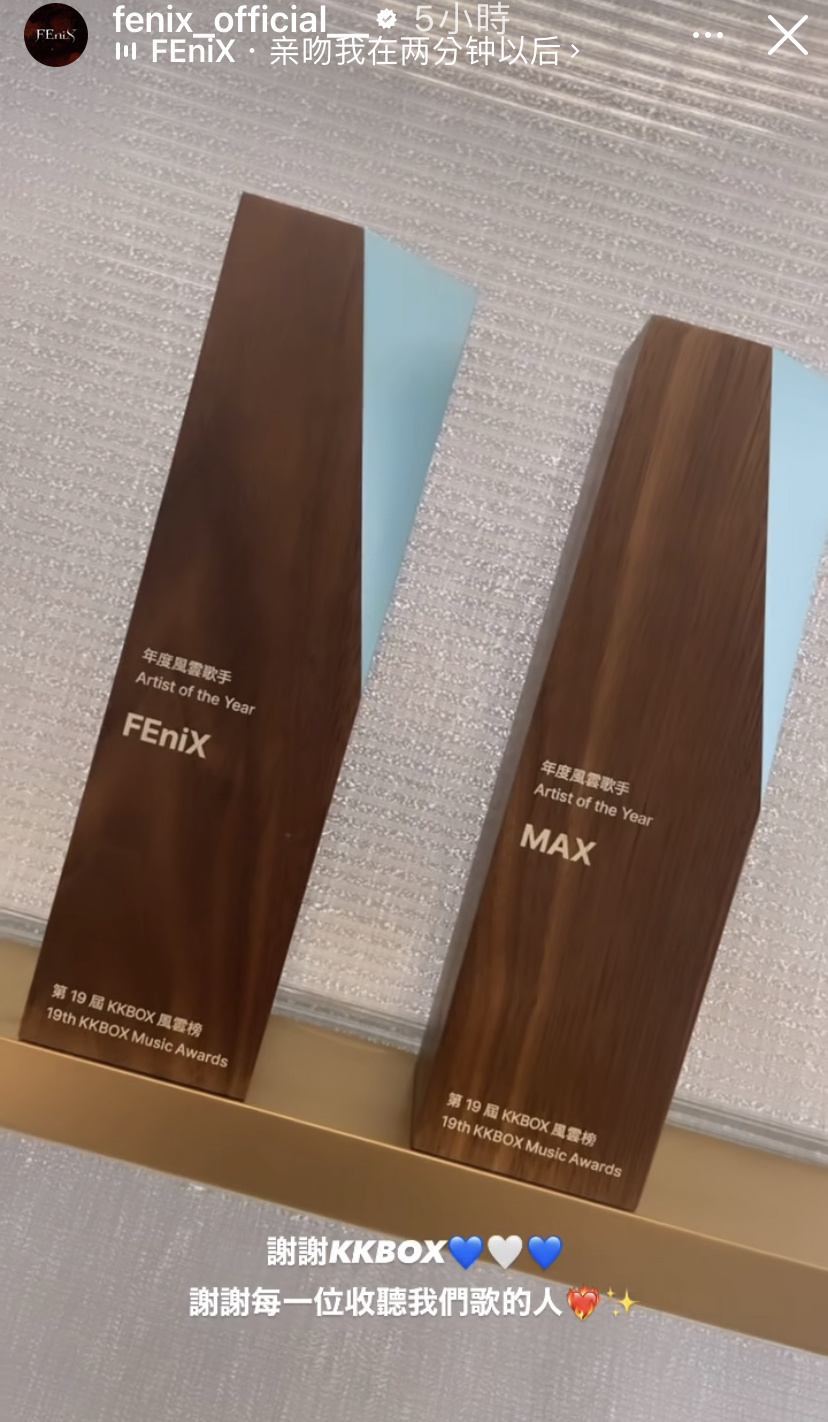 FEniX
fenix_official__ 5小時
FEniX · 亲吻我在两分钟以后 >
年度風雲歌手
Artist of the Year
FEniX
第 19 屆 KKBOX 風雲榜
19th KKBOX Music Awards
年度風雲歌手
Artist of the Year
MAX
第 19 屆 KKBOX 風雲榜
19th KKBOX Music Awards
謝謝KKBOX💙🤍💙
謝謝每一位收聽我們歌的人❤️‍🔥✨